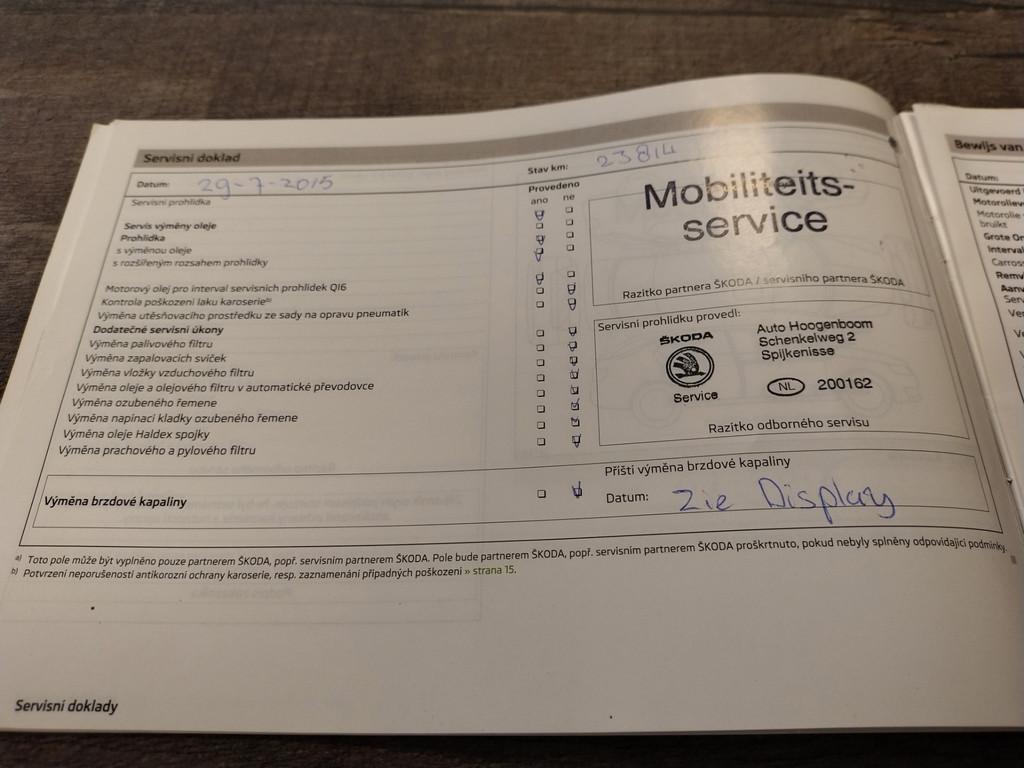 Servisní doklad
Datum: 29-7-2015
Stav km: 23814
Servisní prohlídka
Provedeno
ano ne
Servis výměny oleje
Prohlídka
s výměnou oleje
s rozšířeným rozsahem prohlídky
Motorový olej pro interval servisních prohlídek QI6
Kontrola poškození laku karoserie b)
Výměna utěsňovacího prostředku ze sady na opravu pneumatik
Dodatečné servisní úkony
Výměna palivového filtru
Výměna zapalovacích svíček
Výměna vložky vzduchového filtru
Výměna oleje a olejového filtru v automatické převodovce
Výměna ozubeného řemene
Výměna napínací kladky ozubeného řemene
Výměna oleje Haldex spojky
Výměna prachového a pylového filtru
Mobiliteits-
service
Razítko partnera ŠKODA / servisního partnera ŠKODA
Servisní prohlídku provedl:
ŠKODA
Service
Auto Hoogenboom
Schenkelweg 2
Spijkenisse
NL 200162
Razítko odborného servisu
Výměna brzdové kapaliny
Příští výměna brzdové kapaliny
Datum: Zie Display
a) Toto pole může být vyplněno pouze partnerem ŠKODA, popř. servisním partnerem ŠKODA. Pole bude partnerem ŠKODA, popř. servisním partnerem ŠKODA proškrtnuto, pokud nebyly splněny odpovídající podmínky.
b) Potvrzení neporušenosti antikorozní ochrany karoserie, resp. zaznamenání případných poškození » strana 15.
Servisní doklady
Bewijs van
Datum:
Uitgevoerd
Motorolie
bruikt
Grote
Interval